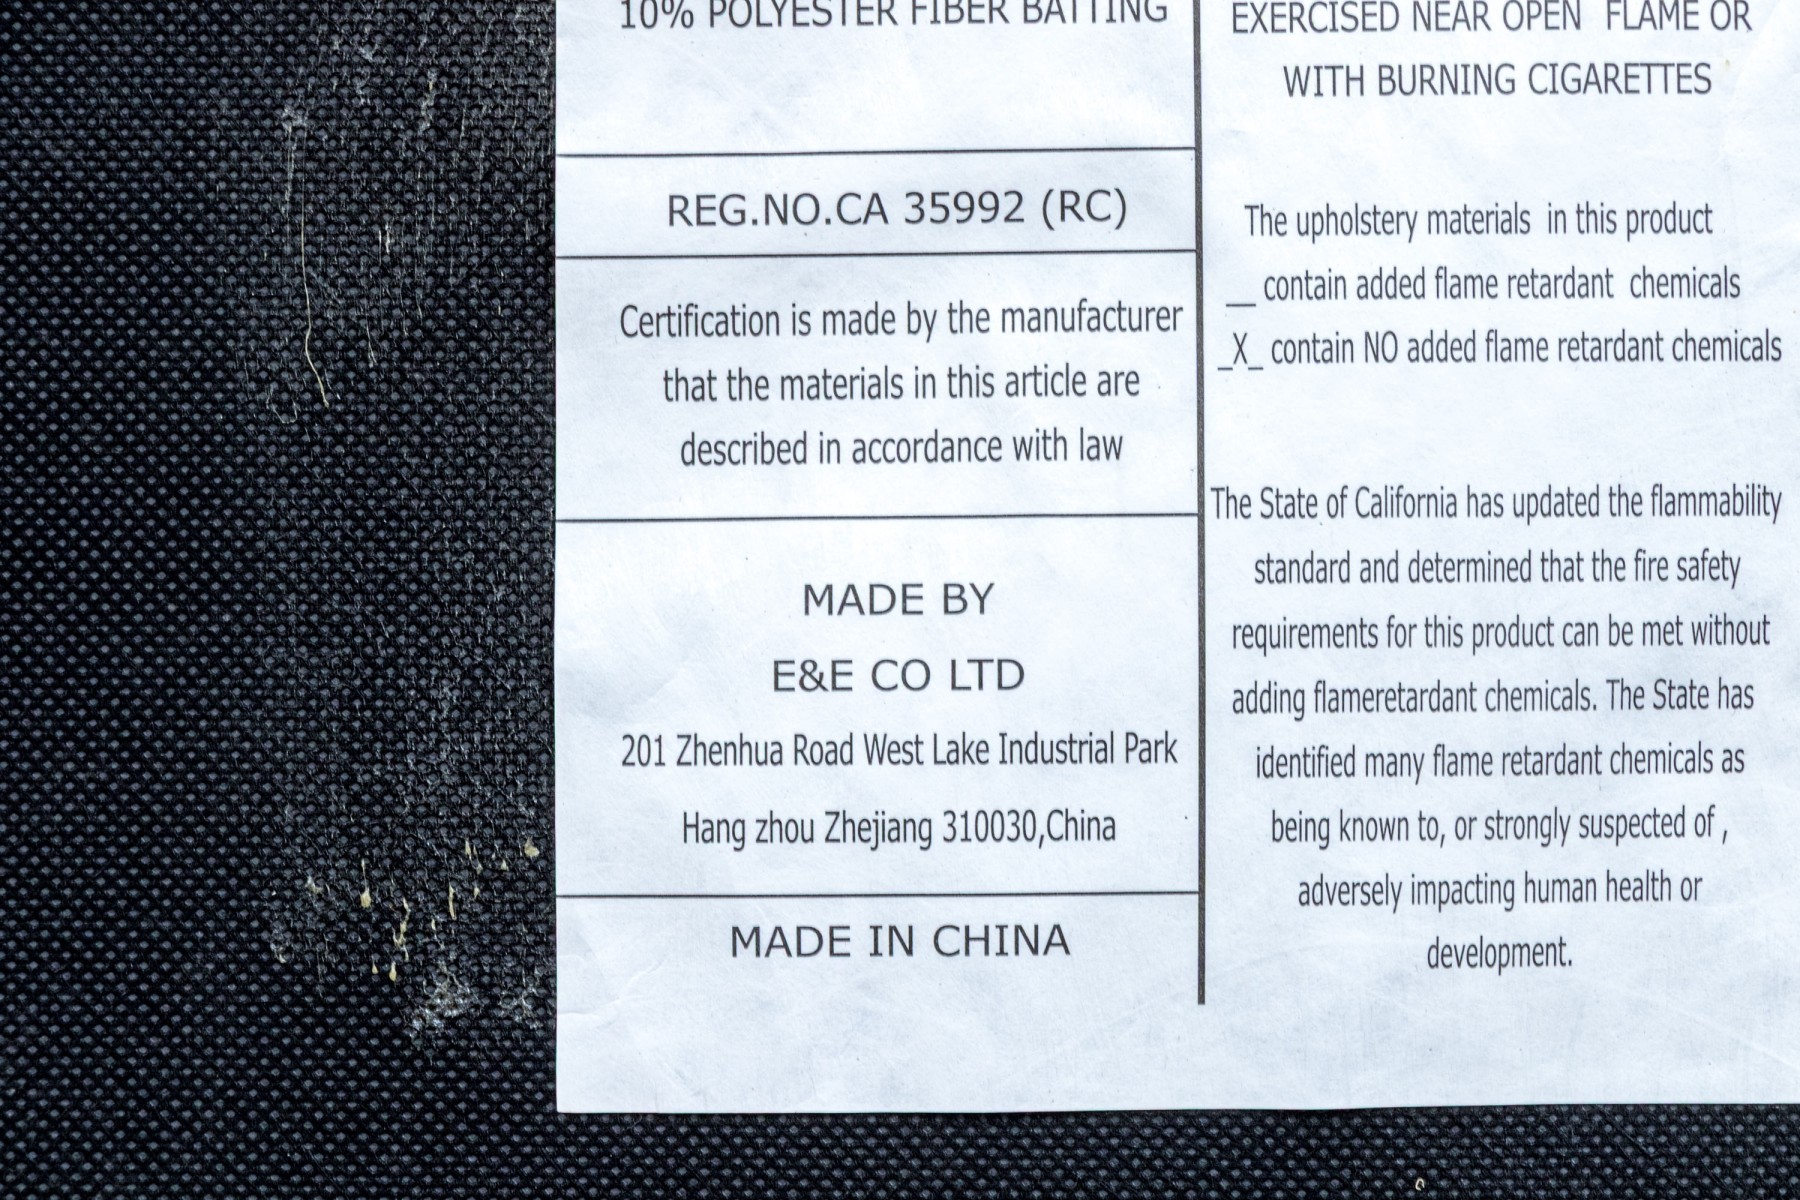 10% POLYESTER FIBER BATTING
REG.NO.CA 35992 (RC)
Certification is made by the manufacturer
that the materials in this article are
described in accordance with law
MADE BY
E&E CO LTD
201 Zhenhua Road West Lake Industrial Park
Hang zhou Zhejiang 310030,China
MADE IN CHINA
EXERCISED NEAR OPEN FLAME OR
WITH BURNING CIGARETTES
The upholstery materials in this product
__ contain added flame retardant chemicals
_X_ contain NO added flame retardant chemicals
The State of California has updated the flammability
standard and determined that the fire safety
requirements for this product can be met without
adding flameretardant chemicals. The State has
identified many flame retardant chemicals as
being known to, or strongly suspected of ,
adversely impacting human health or
development.